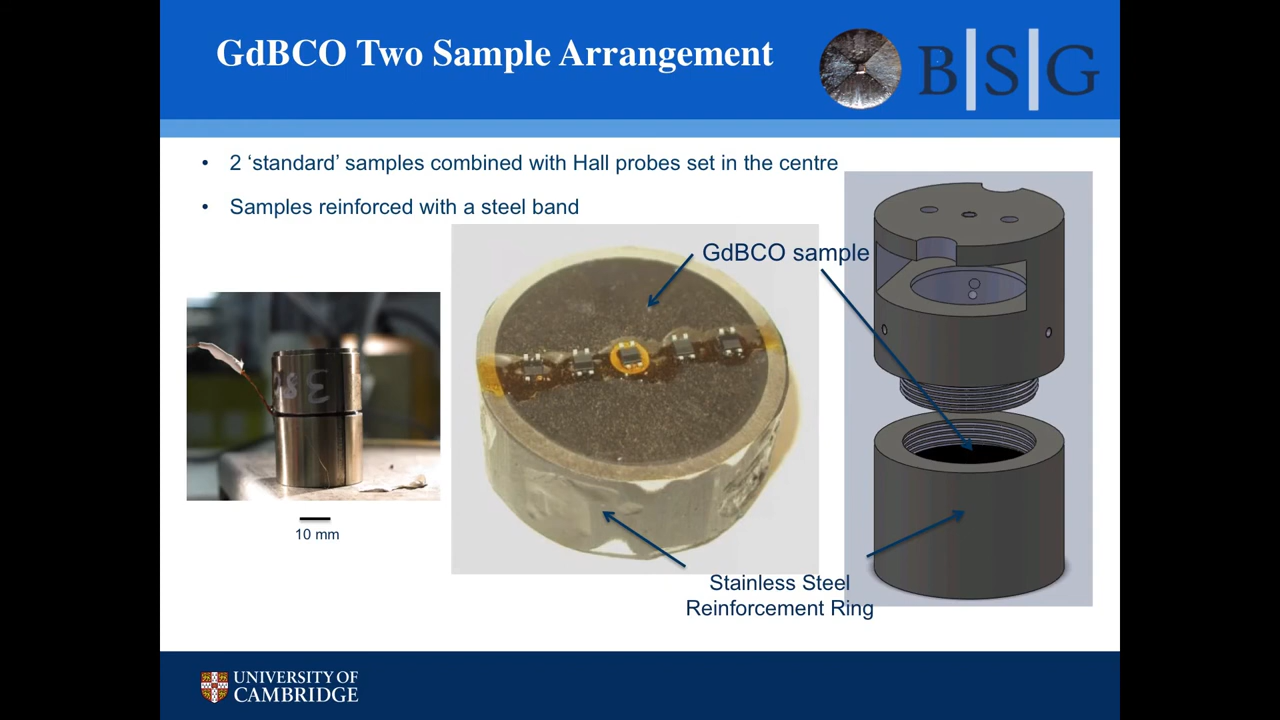 GdBCO Two Sample Arrangement
B|S|G
• 2 ‘standard’ samples combined with Hall probes set in the centre
• Samples reinforced with a steel band
GdBCO sample
10 mm
Stainless Steel
Reinforcement Ring
UNIVERSITY OF
CAMBRIDGE